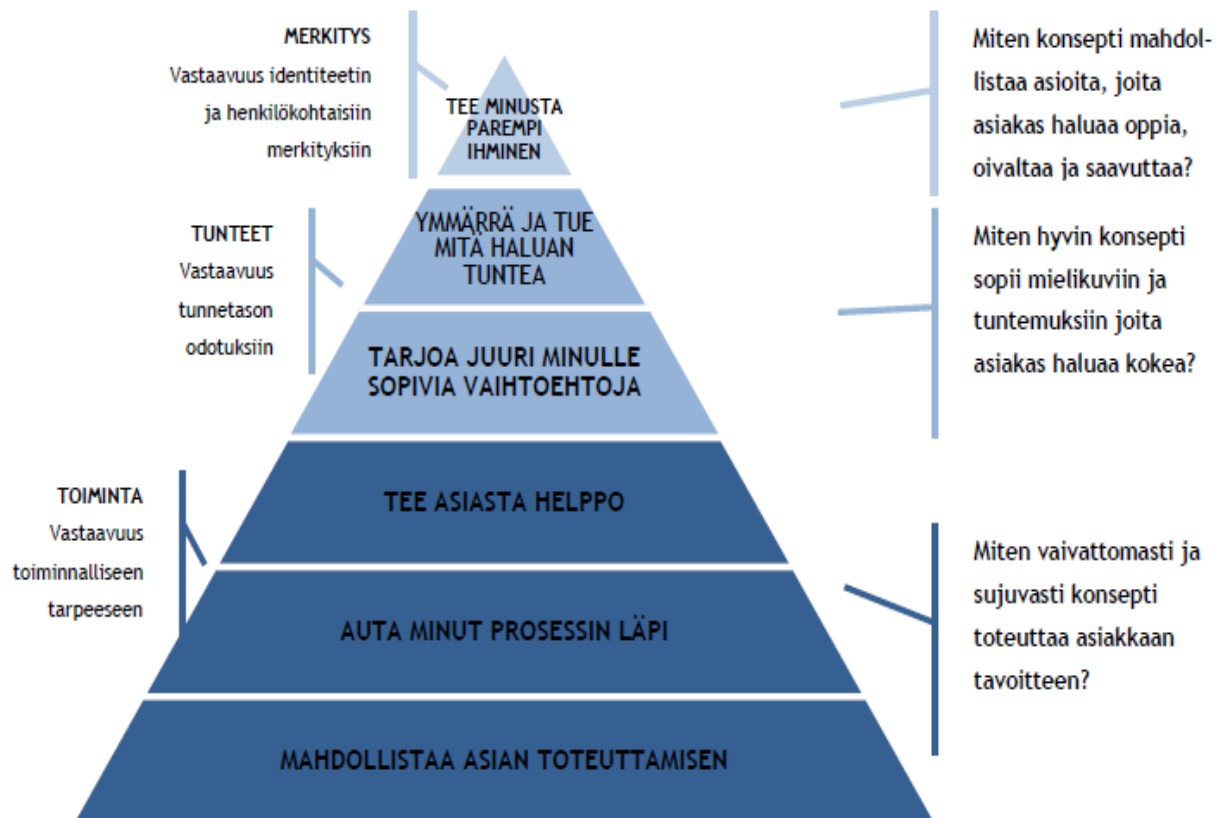 MERKITYS
Vastaavuus identiteetin
ja henkilökohtaisiin
merkityksiin
TEE MINUSTA
PAREMPI
IHMINEN
Miten konsepti mahdol-
listaa asioita, joita
asiakas haluaa oppia,
oivaltaa ja saavuttaa?
TUNTEET
Vastaavuus
tunnetason
odotuksiin
YMMÄRRÄ JA TUE
MITÄ HALUAN
TUNTEA
TARJOA JUURI MINULLE
SOPIVIA VAIHTOEHTOJA
Miten hyvin konsepti
sopii mielikuviin ja
tuntemuksiin joita
asiakas haluaa kokea?
TOIMINTA
Vastaavuus
toiminnalliseen
tarpeeseen
TEE ASIASTA HELPPO
AUTA MINUT PROSESSIN LÄPI
MAHDOLLISTAA ASIAN TOTEUTTAMISEN
Miten vaivattomasti ja
sujuvasti konsepti
toteuttaa asiakkaan
tavoitteen?